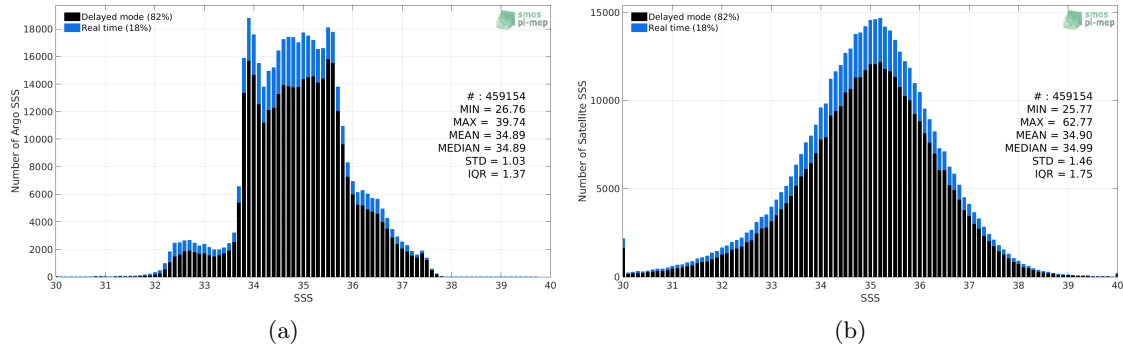 Delayed mode (82%)
Real time (18%)
smos
pi-mep
Number of Argo SSS
18000
16000
14000
12000
10000
8000
6000
4000
2000
0
# : 459154
MIN = 26.76
MAX = 39.74
MEAN = 34.89
MEDIAN = 34.89
STD = 1.03
IQR = 1.37
30 31 32 33 34 35 36 37 38 39 40
SSS
(a)
Delayed mode (82%)
Real time (18%)
smos
pi-mep
Number of Satellite SSS
15000
10000
5000
0
# : 459154
MIN = 25.77
MAX = 62.77
MEAN = 34.90
MEDIAN = 34.99
STD = 1.46
IQR = 1.75
30 31 32 33 34 35 36 37 38 39 40
SSS
(b)